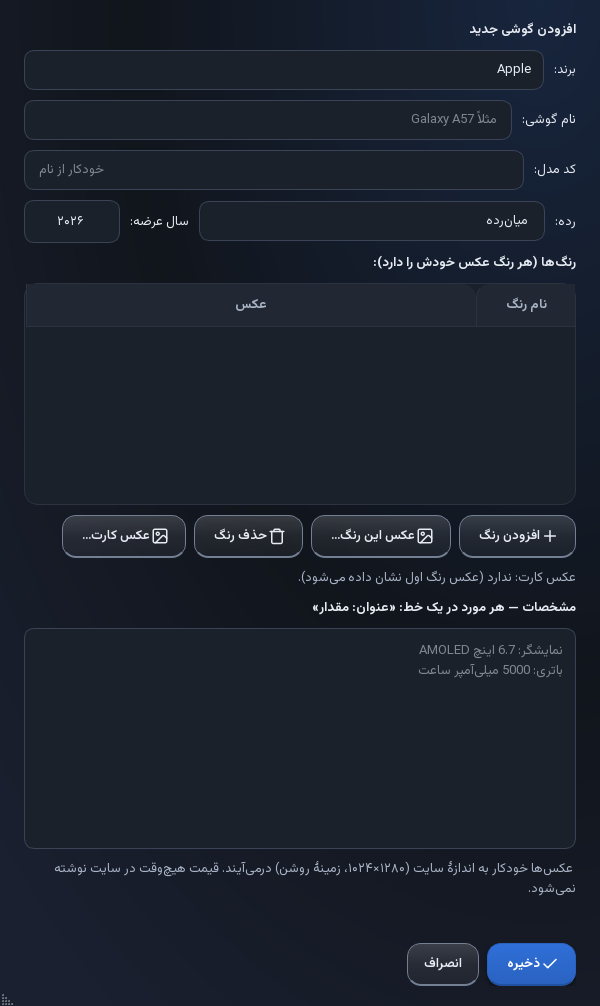 افزودن گوشی جدید
برند: Apple
نام گوشی: مثلاً Galaxy A57
کد مدل: خودکار از نام
رده: میان‌رده سال عرضه: ۲۰۲۶
رنگ‌ها (هر رنگ عکس خودش را دارد):
نام رنگ عکس
افزودن رنگ عکس این رنگ... حذف رنگ عکس کارت...
عکس کارت: ندارد (عکس رنگ اول نشان داده می‌شود).
مشخصات — هر مورد در یک خط: «عنوان: مقدار»
نمایشگر: 6.7 اینچ AMOLED
باتری: 5000 میلی‌آمپر ساعت
عکس‌ها خودکار به اندازهٔ سایت (۱۲۸۰×۱۰۲۴، زمینهٔ روشن) درمی‌آیند. قیمت هیچ‌وقت در سایت نوشته
نمی‌شود.
ذخیره انصراف